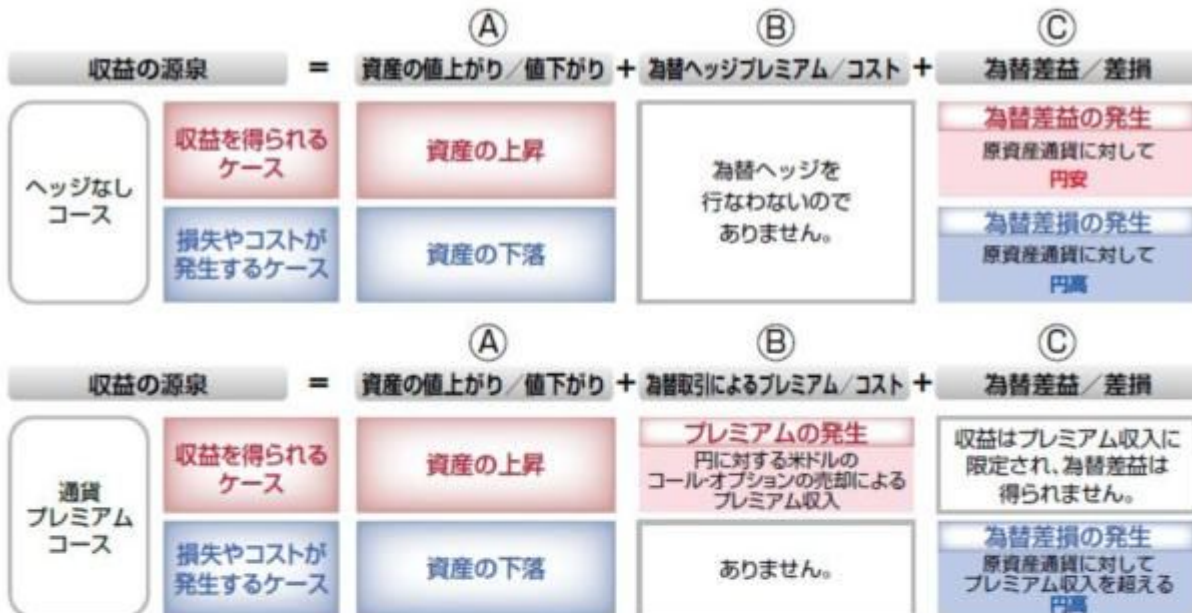 Ⓐ Ⓑ Ⓒ
収益の源泉 = 資産の値上がり/値下がり + 為替ヘッジプレミアム/コスト + 為替差益/差損
ヘッジなし
コース
収益を得られる
ケース
資産の上昇
損失やコストが
発生するケース
資産の下落
為替ヘッジを
行なわないので
ありません。
為替差益の発生
原資産通貨に対して
円安
為替差損の発生
原資産通貨に対して
円高
Ⓐ Ⓑ Ⓒ
収益の源泉 = 資産の値上がり/値下がり + 為替取引によるプレミアム/コスト + 為替差益/差損
通貨
プレミアム
コース
収益を得られる
ケース
資産の上昇
プレミアムの発生
円に対する米ドルの
コール・オプションの売却による
プレミアム収入
収益はプレミアム収入に
限定され、為替差益は
得られません。
損失やコストが
発生するケース
資産の下落
ありません。
為替差損の発生
原資産通貨に対して
プレミアム収入を超える
円高